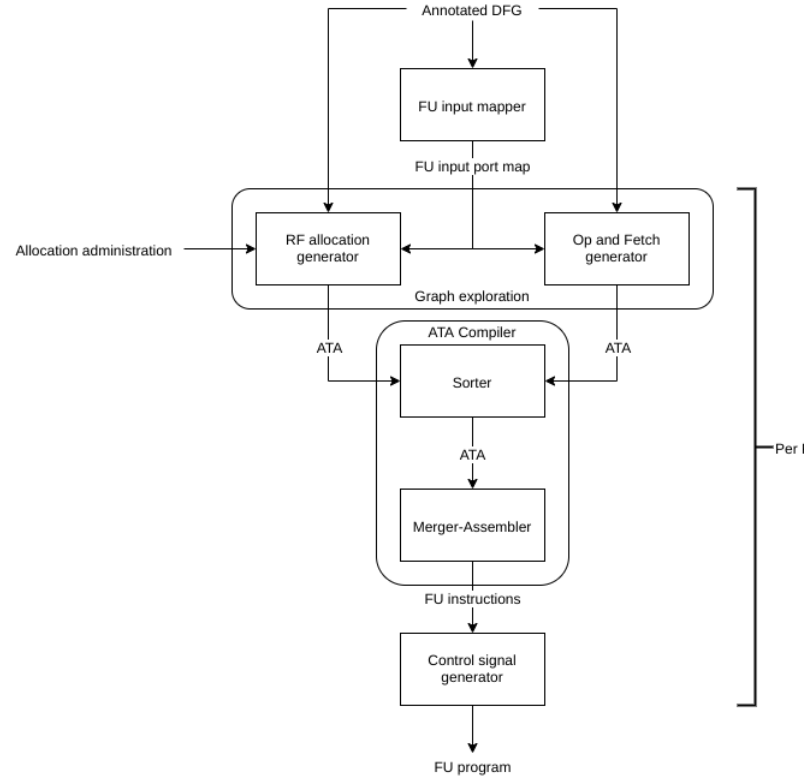 Annotated DFG
FU input mapper
FU input port map
Allocation administration
RF allocation
generator
Op and Fetch
generator
Graph exploration
ATA
ATA
ATA Compiler
Sorter
ATA
Merger-Assembler
Per
FU instructions
Control signal
generator
FU program